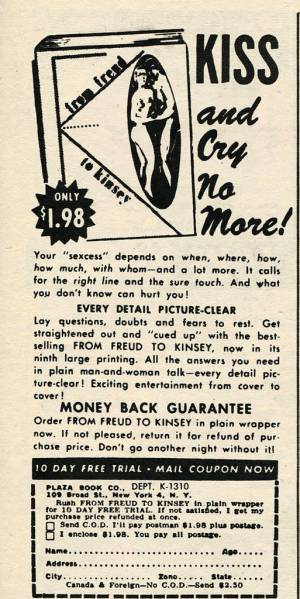 KISS
and
Cry
No
More!
from freud
to kinsey
ONLY
$1.98
Your "sexcess" depends on when, where, how,
how much, with whom—and a lot more. It calls
for the right line and the sure touch. And what
you don't know can hurt you!
EVERY DETAIL PICTURE-CLEAR
Lay questions, doubts and fears to rest. Get
straightened out and "cued up" with the best-
selling FROM FREUD TO KINSEY, now in its
ninth large printing. All the answers you need
in plain man-and-woman talk—every detail pic-
ture-clear! Exciting entertainment from cover to
cover!
MONEY BACK GUARANTEE
Order FROM FREUD TO KINSEY in plain wrapper
now. If not pleased, return it for refund of pur-
chase price. Don't go another night without it!
10 DAY FREE TRIAL • MAIL COUPON NOW
PLAZA BOOK CO., DEPT. K-1310
109 Broad St., New York 4, N. Y.
Rush FROM FREUD TO KINSEY in plain wrapper
for 10 DAY FREE TRIAL. If not satisfied, I get my
purchase price refunded at once.
Send C.O.D. I'll pay postman $1.98 plus postage.
I enclose $1.98. You pay all postage.
Name Age
Address
City Zone State
Canada & Foreign—No C.O.D.—Send $2.50